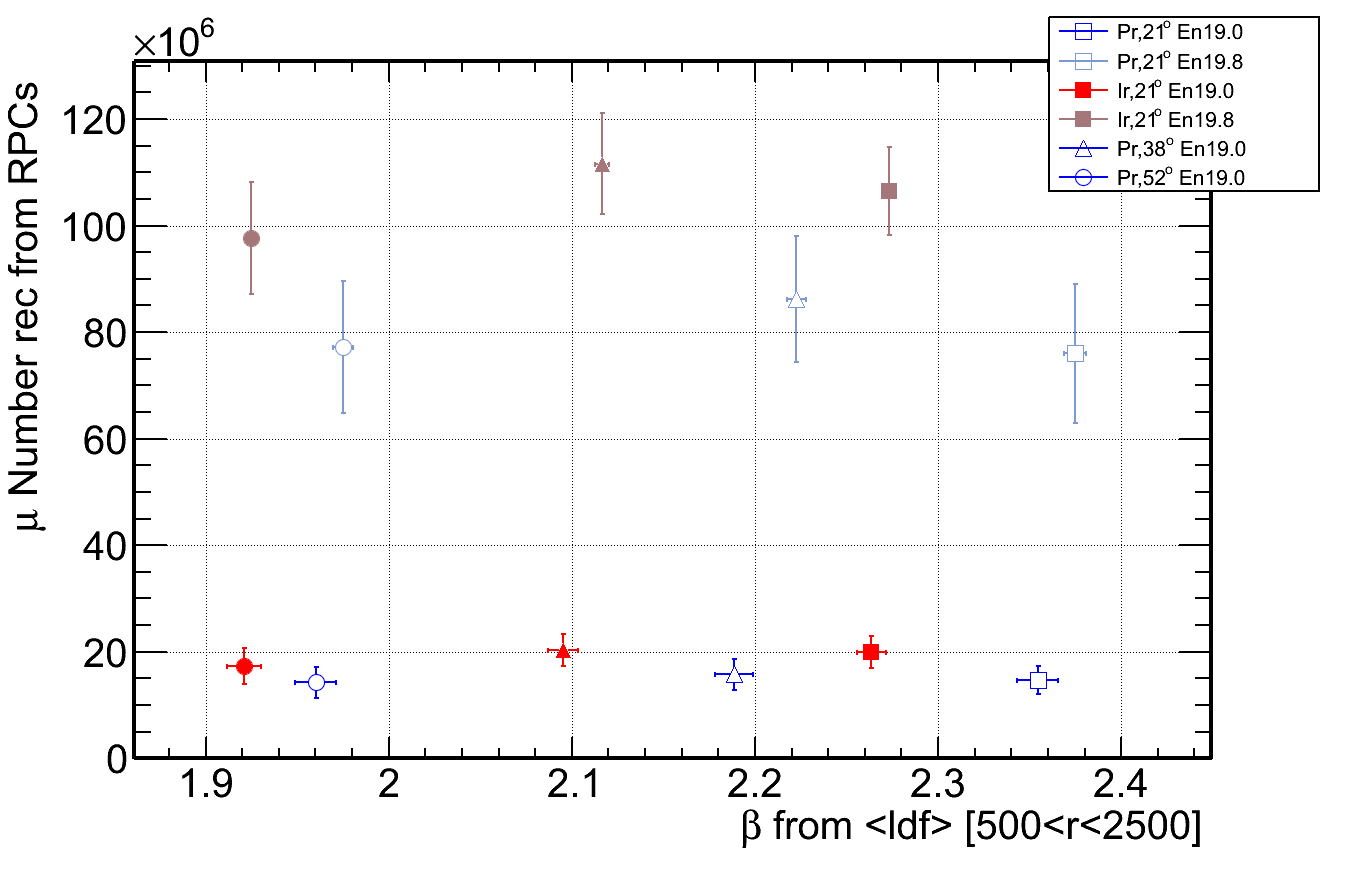 ×10⁶
Pr,21° En19.0
Pr,21° En19.8
Ir,21° En19.0
Ir,21° En19.8
Pr,38° En19.0
Pr,52° En19.0
μ Number rec from RPCs
120
100
80
60
40
20
0
1.9 2 2.1 2.2 2.3 2.4
β from <ldf> [500<r<2500]